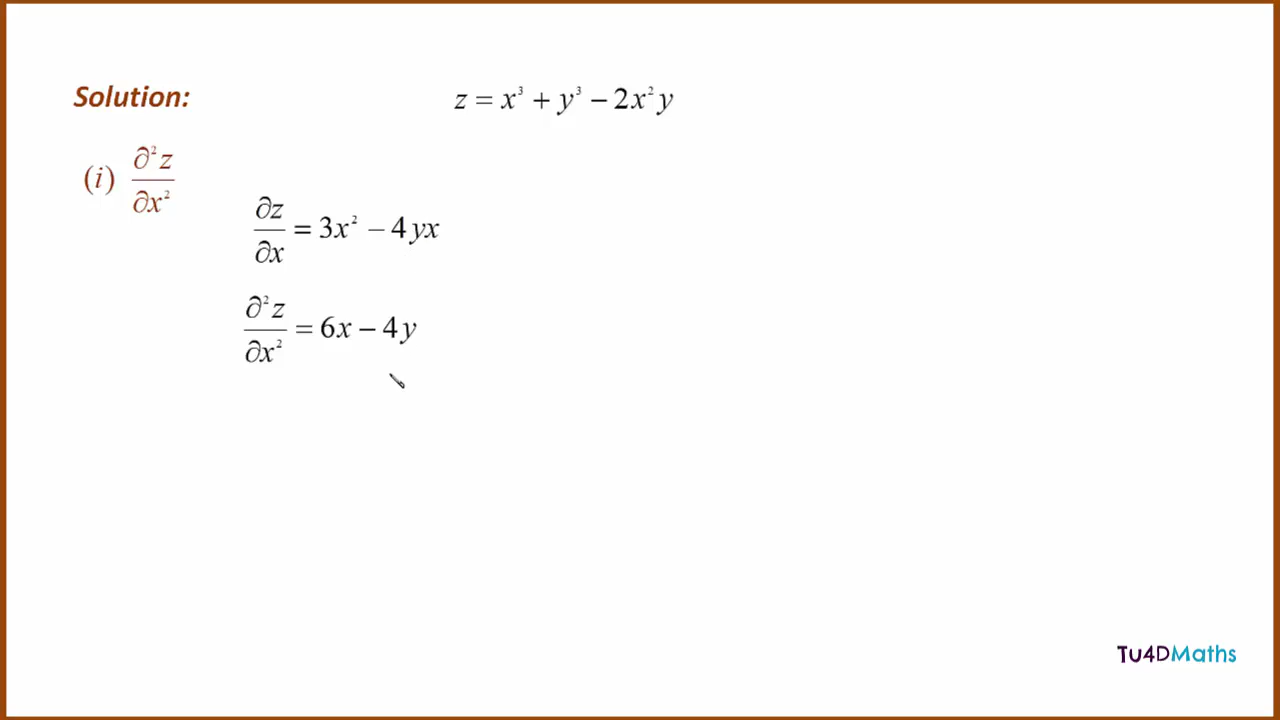 Solution: z = x³ + y³ − 2x²y
(i) ∂²z/∂x²
∂z/∂x = 3x² − 4yx
∂²z/∂x² = 6x − 4y
Tu4DMaths